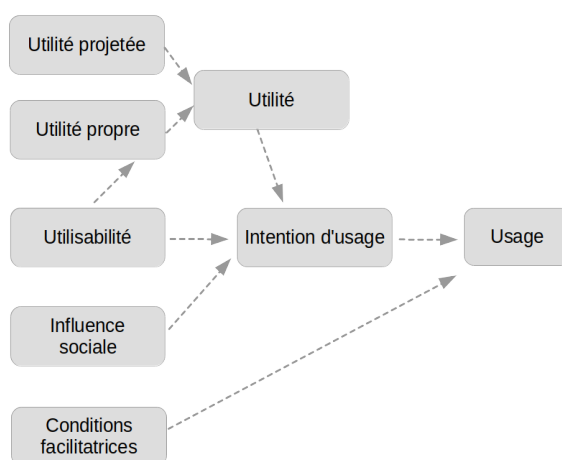 Utilité projetée
Utilité
Utilité propre
Utilisabilité
Intention d'usage
Usage
Influence
sociale
Conditions
facilitatrices